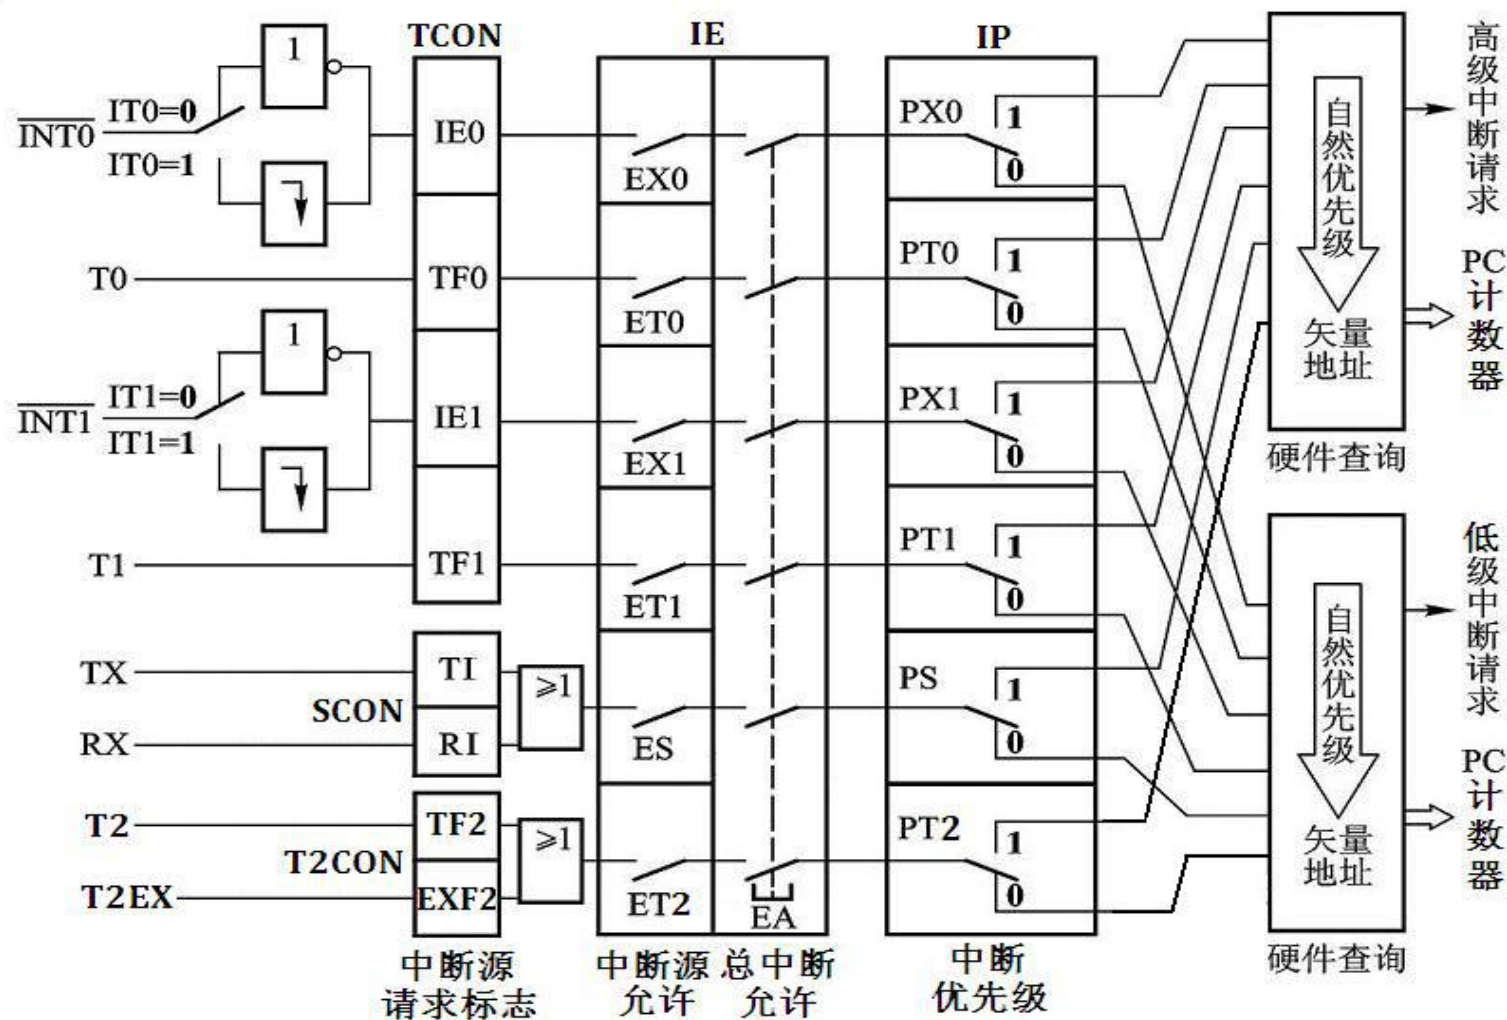 TCON
IE
IP
INT0
IT0=0
IT0=1
1
IE0
EX0
PX0
1
0
T0
TF0
ET0
PT0
1
0
INT1
IT1=0
IT1=1
1
IE1
EX1
PX1
1
0
T1
TF1
ET1
PT1
1
0
TX
TI
SCON
RX
RI
≥1
ES
PS
1
0
T2
TF2
T2CON
T2EX
EXF2
≥1
ET2
EA
PT2
1
0
中断源
请求标志
中断源
允许
总中断
允许
中断
优先级
自然优先级
矢量
地址
硬件查询
高级中断请求
PC
计数器
自然优先级
矢量
地址
硬件查询
低级中断请求
PC
计数器